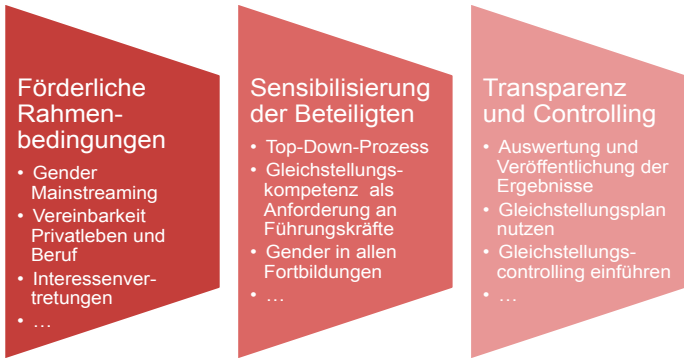 Förderliche
Rahmen-
bedingungen
• Gender
Mainstreaming
• Vereinbarkeit
Privatleben und
Beruf
• Interessenver-
tretungen
• …
Sensibilisierung
der Beteiligten
• Top-Down-Prozess
• Gleichstellungs-
kompetenz als
Anforderung an
Führungskräfte
• Gender in allen
Fortbildungen
• …
Transparenz
und Controlling
• Auswertung und
Veröffentlichung der
Ergebnisse
• Gleichstellungsplan
nutzen
• Gleichstellungs-
controlling einführen
• …